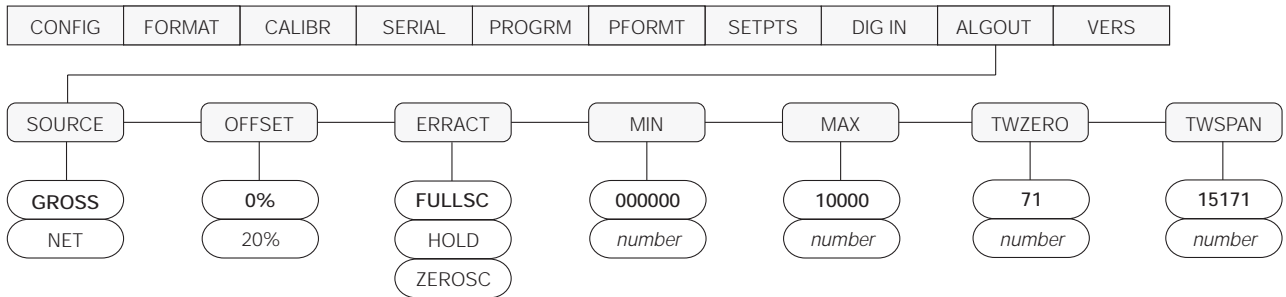 CONFIG FORMAT CALIBR SERIAL PROGRM PFORMT SETPTS DIG IN ALGOUT VERS
SOURCE OFFSET ERRACT MIN MAX TWZERO TWSPAN
GROSS 0% FULLSC 000000 10000 71 15171
NET 20% HOLD number number number number
ZEROSC